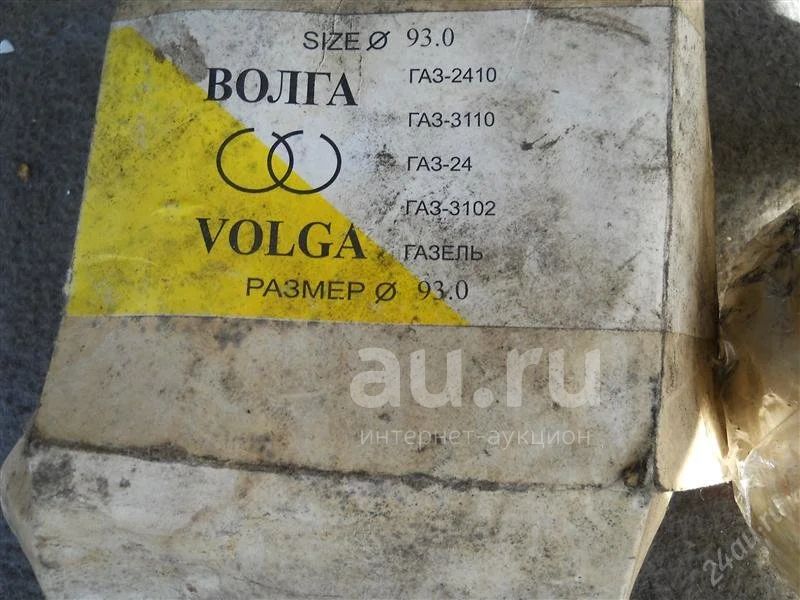 SIZE Ø 93.0
ВОЛГА
ГАЗ-2410
ГАЗ-3110
ГАЗ-24
ГАЗ-3102
VOLGA
ГАЗЕЛЬ
РАЗМЕР Ø 93.0
au.ru
интернет-аукцион
24au.ru